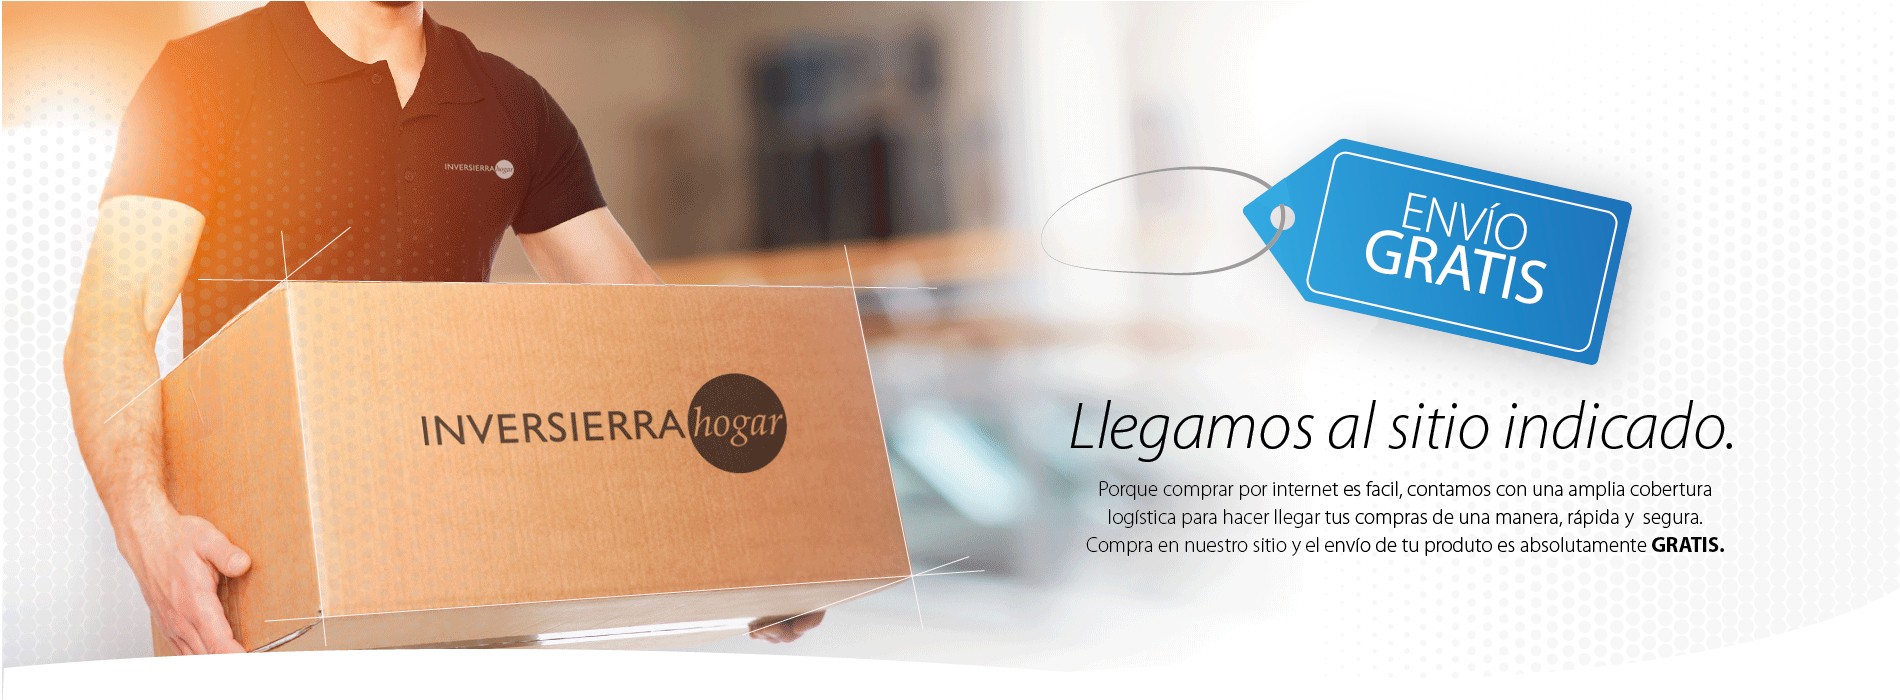 INVERSIERRA hogar
INVERSIERRA hogar
ENVÍO
GRATIS
Llegamos al sitio indicado.
Porque comprar por internet es facil, contamos con una amplia cobertura
logística para hacer llegar tus compras de una manera, rápida y segura.
Compra en nuestro sitio y el envío de tu produto es absolutamente GRATIS.